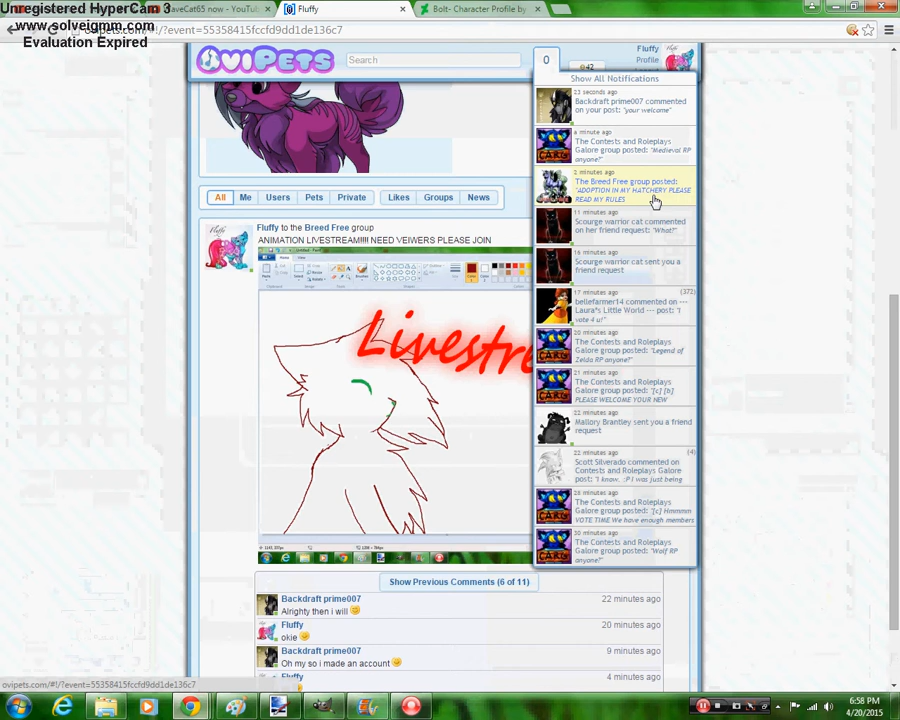 Unregistered HyperCam 3
www.solveigmm.com
Evaluation Expired
SaveCat65 now - YouTu
Fluffy
Bolt- Character Profile by
ovipets.com/#!/?event=55358415fccfd9dd1de136c7
OviPets
Search
0
Fluffy
Profile
42
Show All Notifications
23 seconds ago
Backdraft prime007 commented
on your post: "your welcome"
a minute ago
The Contests and Roleplays
Galore group posted: "Medieval RP
anyone?"
2 minutes ago
The Breed Free group posted:
"ADOPTION IN MY HATCHERY PLEASE
READ MY RULES
11 minutes ago
Scourge warrior cat commented
on her friend request: "What?"
16 minutes ago
Scourge warrior cat sent you a
friend request
17 minutes ago
(372)
bellefarmer14 commented on ---
Laura's Little World --- post: "I
vote 4 u!"
20 minutes ago
The Contests and Roleplays
Galore group posted: "Legend of
Zelda RP anyone?"
21 minutes ago
The Contests and Roleplays
Galore group posted: "[c] [b]
PLEASE WELCOME YOUR NEW
22 minutes ago
Mallory Brantley sent you a friend
request
22 minutes ago
(4)
Scott Silverado commented on
Contests and Roleplays Galore
post: "I know. :P I was just being
28 minutes ago
The Contests and Roleplays
Galore group posted: "[c] Hmmmm
VOTE TIME We have enough members
30 minutes ago
The Contests and Roleplays
Galore group posted: "Wolf RP
anyone?"
All Me Users Pets Private Likes Groups News
Fluffy to the Breed Free group
ANIMATION LIVESTREAM!!!! NEED VEIWERS PLEASE JOIN
Livestre
Show Previous Comments (6 of 11)
Backdraft prime007
22 minutes ago
Alrighty then i will
Fluffy
20 minutes ago
okie
Backdraft prime007
9 minutes ago
Oh my so i made an account
Fluffy
4 minutes ago
ovipets.com/#!/?event=55358415fccfd9dd1de136c7
6:58 PM
4/20/2015